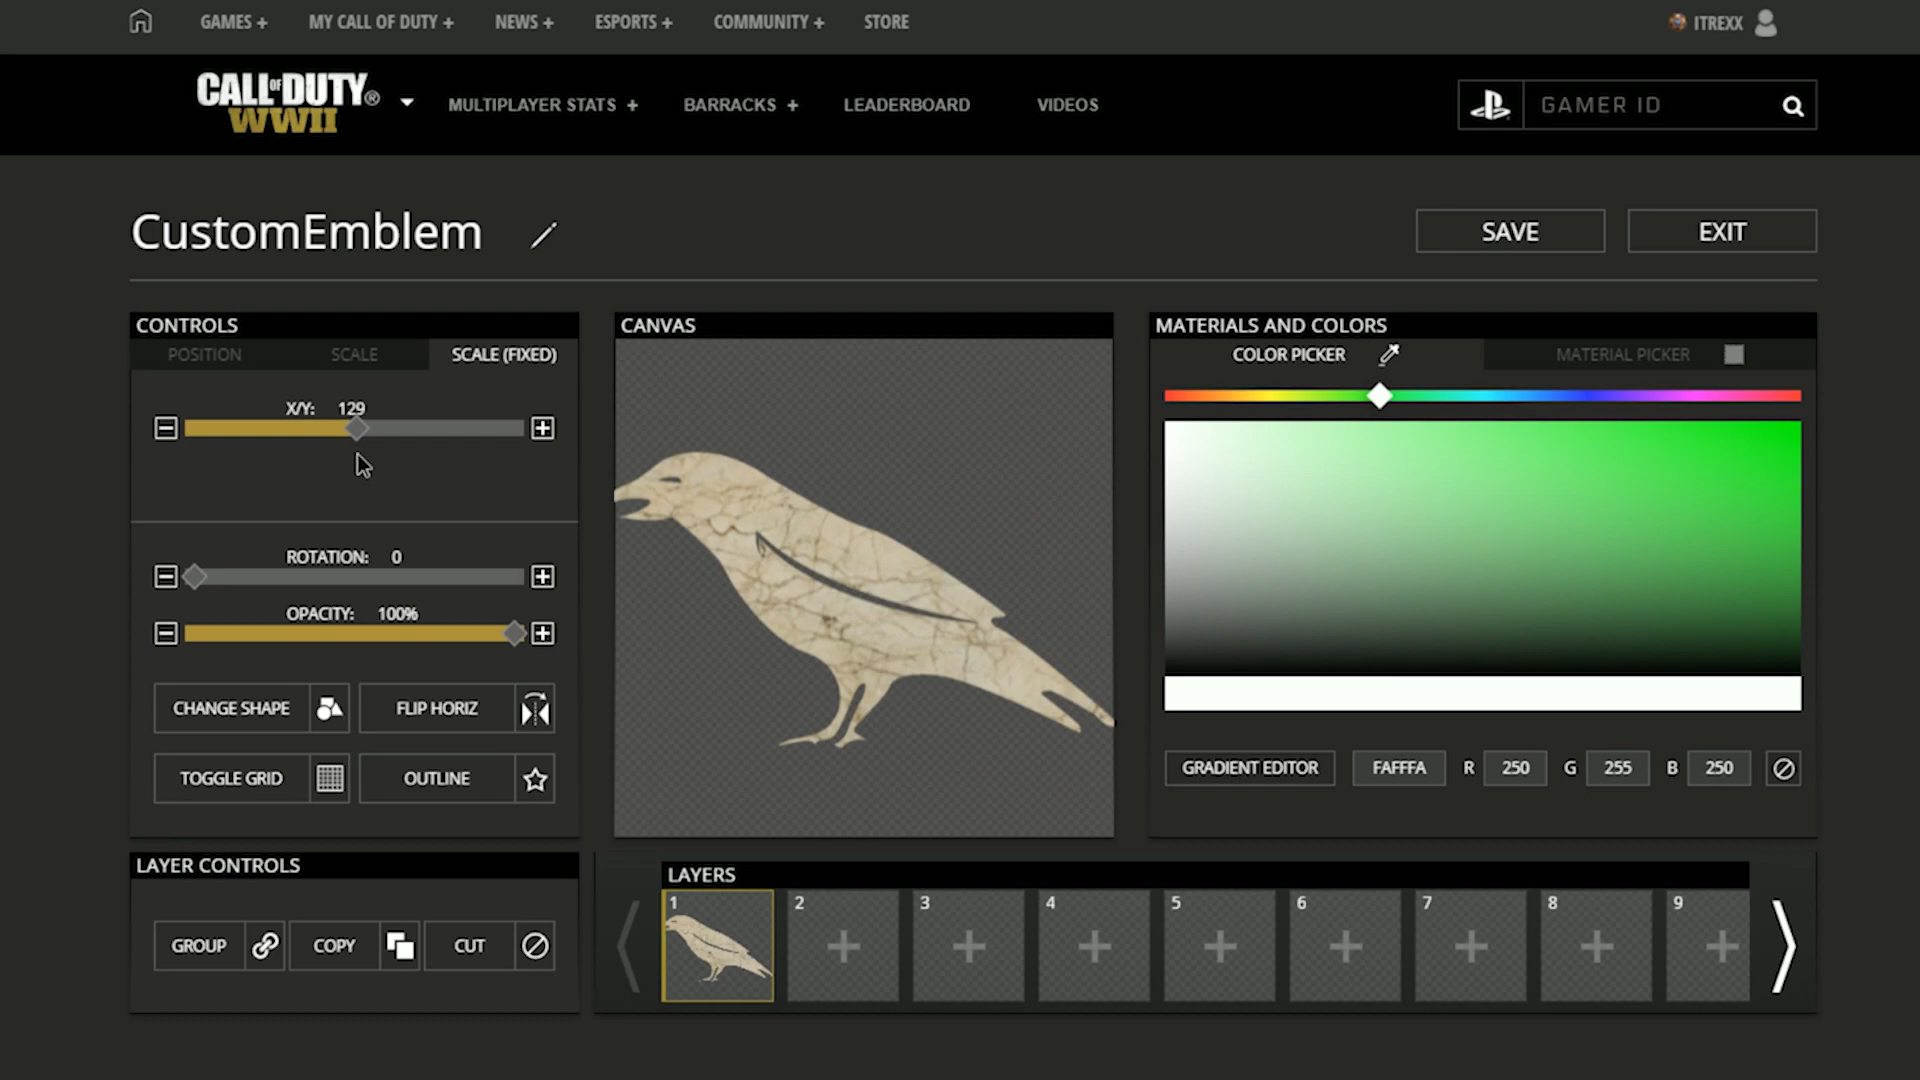 GAMES +
MY CALL OF DUTY +
NEWS +
ESPORTS +
COMMUNITY +
STORE
ITREXX
CALL OF DUTY®
WWII
MULTIPLAYER STATS +
BARRACKS +
LEADERBOARD
VIDEOS
GAMER ID
CustomEmblem
SAVE
EXIT
CONTROLS
POSITION
SCALE
SCALE (FIXED)
X/Y: 129
ROTATION: 0
OPACITY: 100%
CHANGE SHAPE
FLIP HORIZ
TOGGLE GRID
OUTLINE
CANVAS
MATERIALS AND COLORS
COLOR PICKER
MATERIAL PICKER
GRADIENT EDITOR
FAFFFA
R 250
G 255
B 250
LAYER CONTROLS
GROUP
COPY
CUT
LAYERS
1
2
3
4
5
6
7
8
9